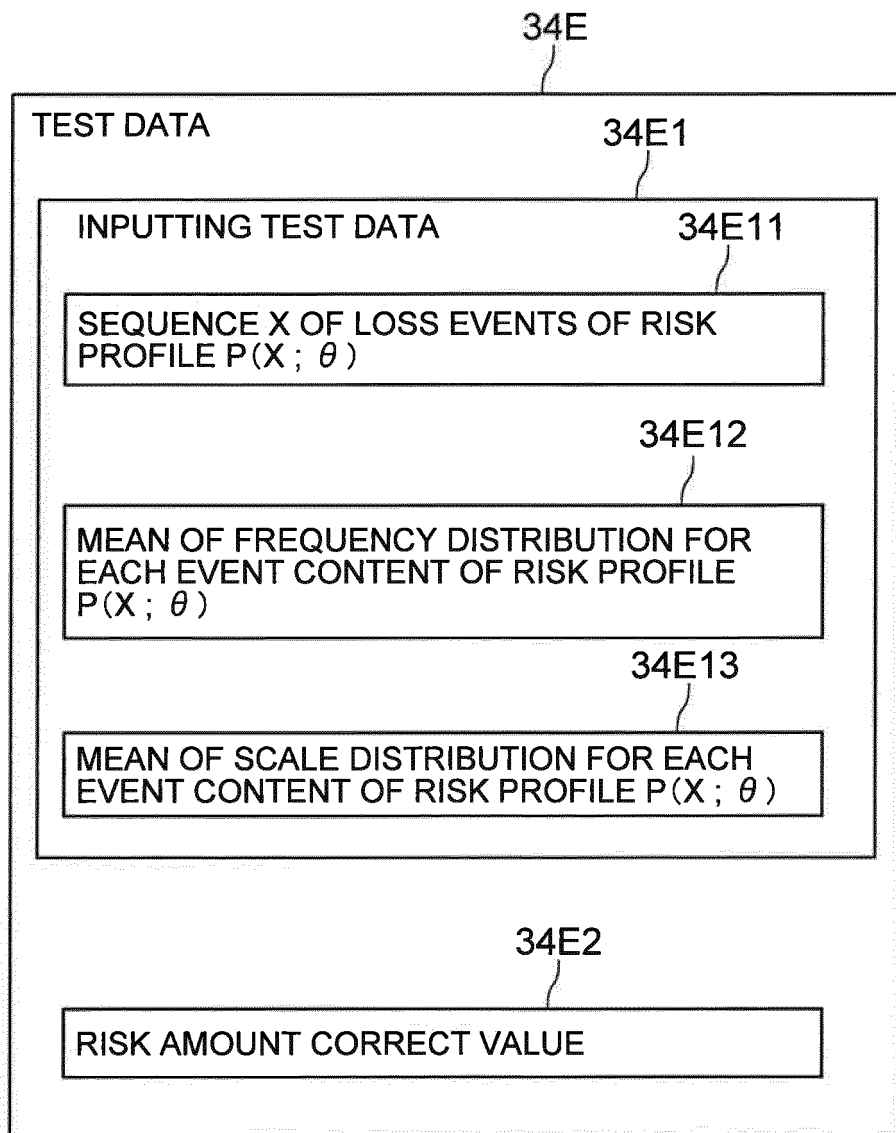 34E
TEST DATA
34E1
INPUTTING TEST DATA
34E11
SEQUENCE X OF LOSS EVENTS OF RISK
PROFILE P(X ; θ)
34E12
MEAN OF FREQUENCY DISTRIBUTION FOR
EACH EVENT CONTENT OF RISK PROFILE
P(X ; θ)
34E13
MEAN OF SCALE DISTRIBUTION FOR EACH
EVENT CONTENT OF RISK PROFILE P(X ; θ)
34E2
RISK AMOUNT CORRECT VALUE